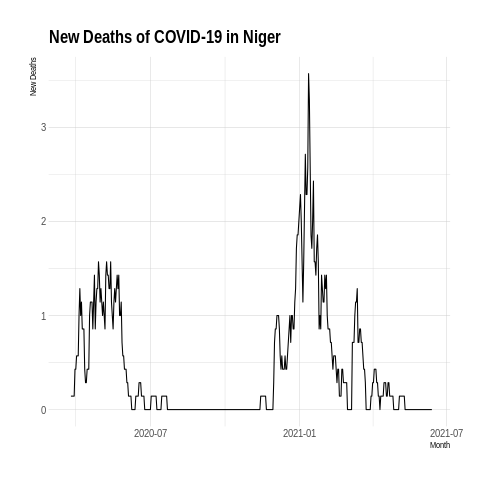 New Deaths of COVID-19 in Niger
New Deaths
3
2
1
0
2020-07
2021-01
2021-07
Month